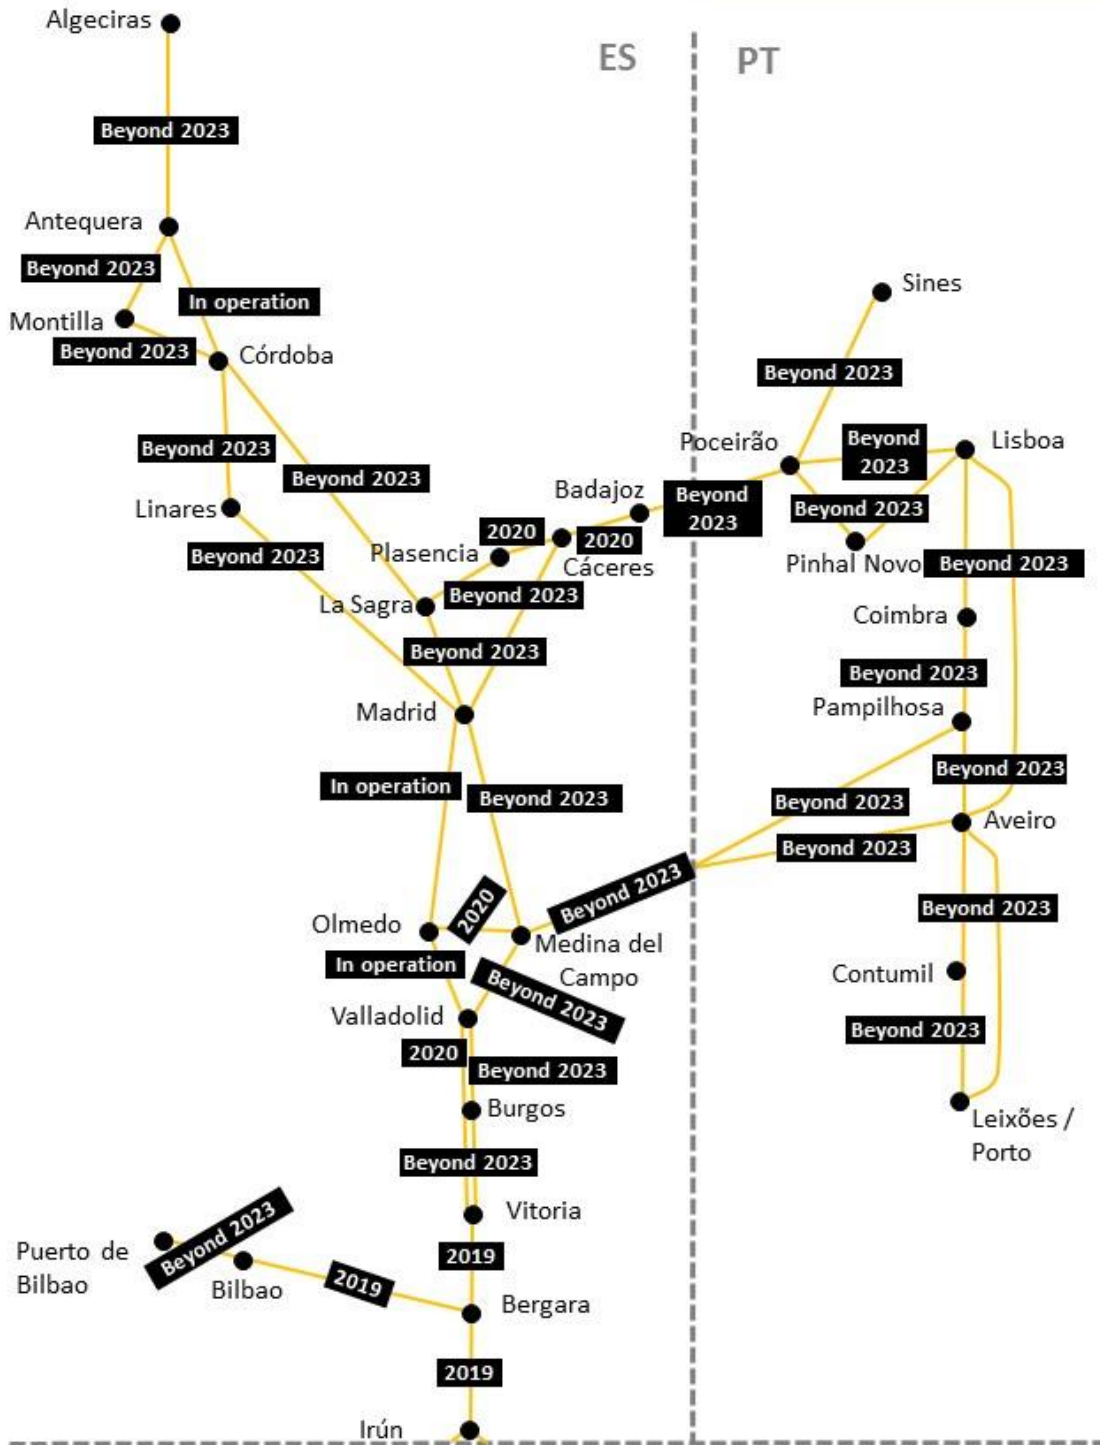 Algeciras
ES
PT
Beyond 2023
Antequera
Beyond 2023
In operation
Sines
Montilla
Beyond 2023
Córdoba
Beyond 2023
Poceirão
Beyond
2023
Lisboa
Beyond 2023
Beyond 2023
Badajoz
Beyond
2023
Beyond 2023
Linares
2020
2020
Plasencia
Cáceres
Beyond 2023
Pinhal Novo
Beyond 2023
Beyond 2023
La Sagra
Coimbra
Beyond 2023
Beyond 2023
Madrid
Pampilhosa
Beyond 2023
In operation
Beyond 2023
Beyond 2023
Aveiro
Beyond 2023
Beyond 2023
2020
Beyond 2023
Olmedo
Medina del
Campo
In operation
Contumil
Beyond 2023
Valladolid
Beyond 2023
2020
Beyond 2023
Burgos
Leixões /
Porto
Beyond 2023
Vitoria
Beyond 2023
Puerto de
Bilbao
2019
Bilbao
2019
Bergara
2019
Irún